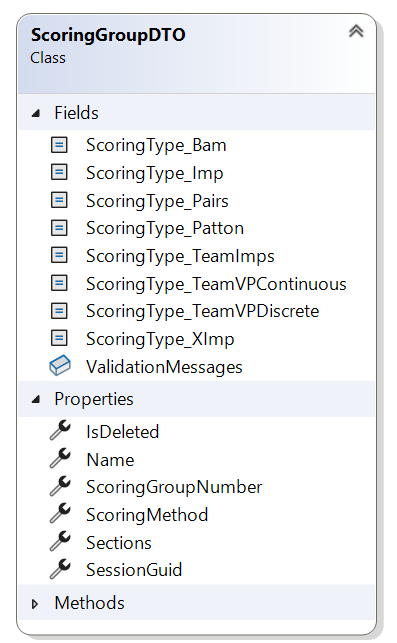 ScoringGroupDTO
Class
Fields
ScoringType_Bam
ScoringType_Imp
ScoringType_Pairs
ScoringType_Patton
ScoringType_TeamImps
ScoringType_TeamVPContinuous
ScoringType_TeamVPDiscrete
ScoringType_XImp
ValidationMessages
Properties
IsDeleted
Name
ScoringGroupNumber
ScoringMethod
Sections
SessionGuid
Methods